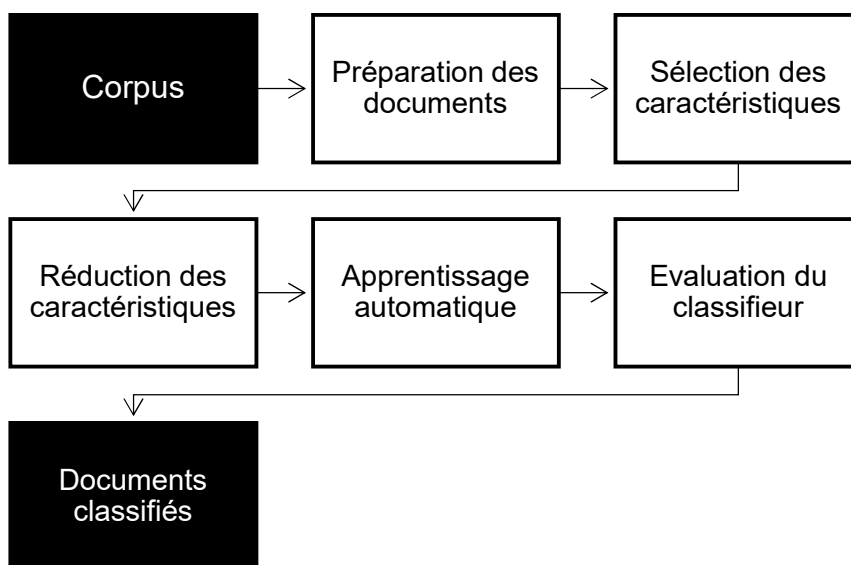 Corpus
Préparation des
documents
Sélection des
caractéristiques
Réduction des
caractéristiques
Apprentissage
automatique
Evaluation du
classifieur
Documents
classifiés